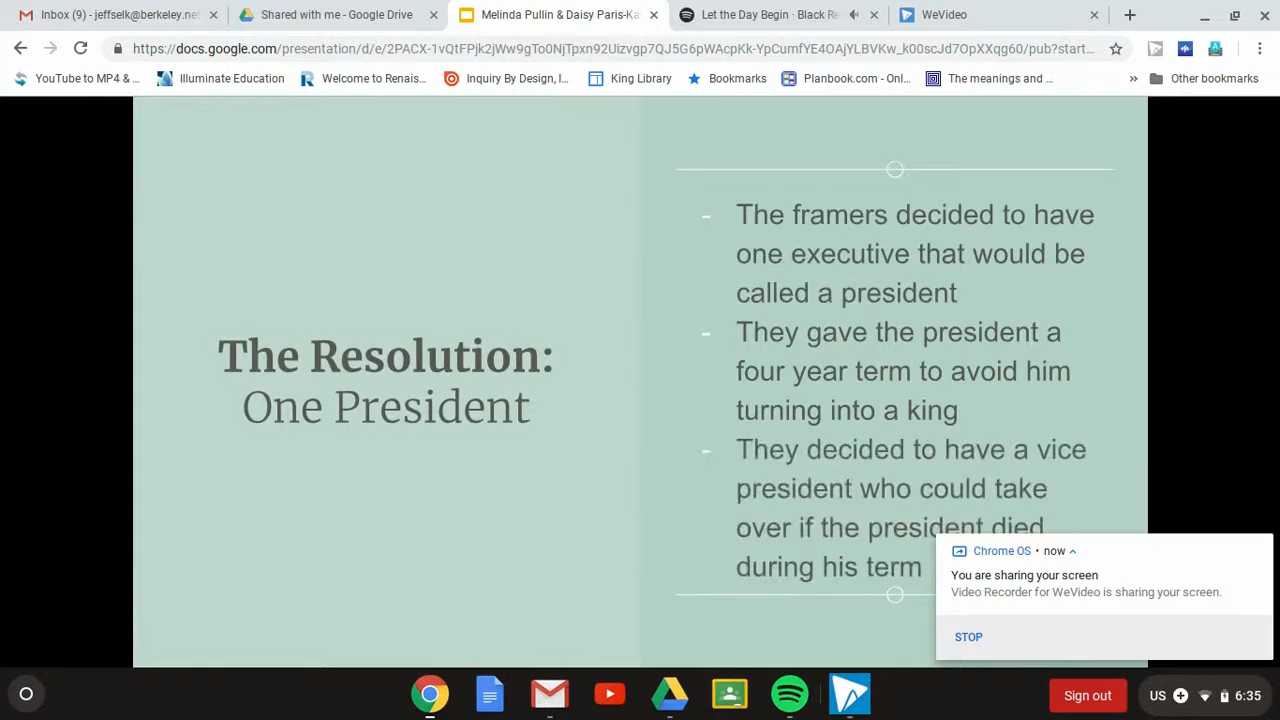 Inbox (9) - jeffselk@berkeley.net
Shared with me - Google Drive
Melinda Pullin & Daisy Paris-Ka
Let the Day Begin - Black Re
WeVideo
https://docs.google.com/presentation/d/e/2PACX-1vQtFPjk2jWw9gTo0NjTpxn92Uizvgp7QJ5G6pWAcpKk-YpCumfYE4OAjYLBVKw_k00scJd7OpXXqg60/pub?start...
YouTube to MP4 & ...
Illuminate Education
Welcome to Renais...
Inquiry By Design, I...
King Library
Bookmarks
Planbook.com - Onl...
The meanings and ...
»
Other bookmarks
The Resolution:
One President
- The framers decided to have
one executive that would be
called a president
- They gave the president a
four year term to avoid him
turning into a king
- They decided to have a vice
president who could take
over if the president died
during his term
Chrome OS • now
You are sharing your screen
Video Recorder for WeVideo is sharing your screen.
STOP
Sign out
US
6:35